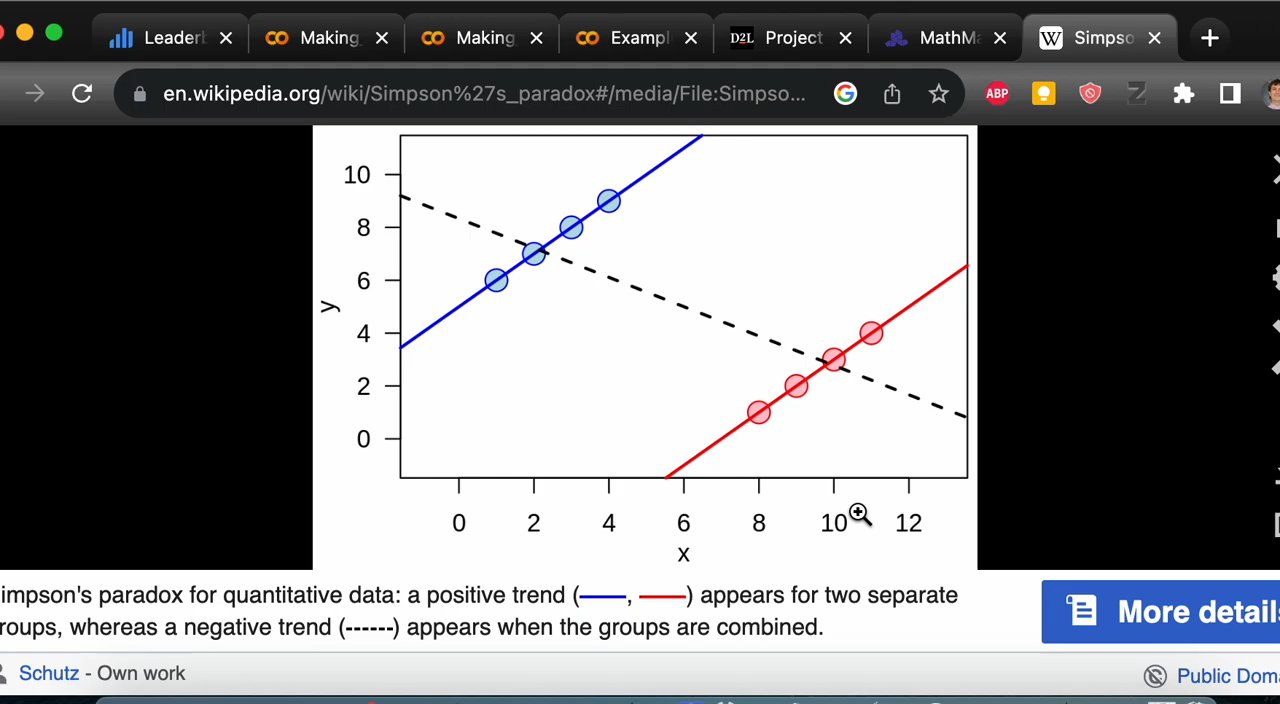 Leader
Making
Making
Exampl
D2L Project
MathMa
W Simpso
en.wikipedia.org/wiki/Simpson%27s_paradox#/media/File:Simpso...
G
ABP
Z
10
8
6
4
2
0
y
0 2 4 6 8 10 12
x
impson's paradox for quantitative data: a positive trend (——, ——) appears for two separate
roups, whereas a negative trend (------) appears when the groups are combined.
More details
Schutz - Own work
Public Doma